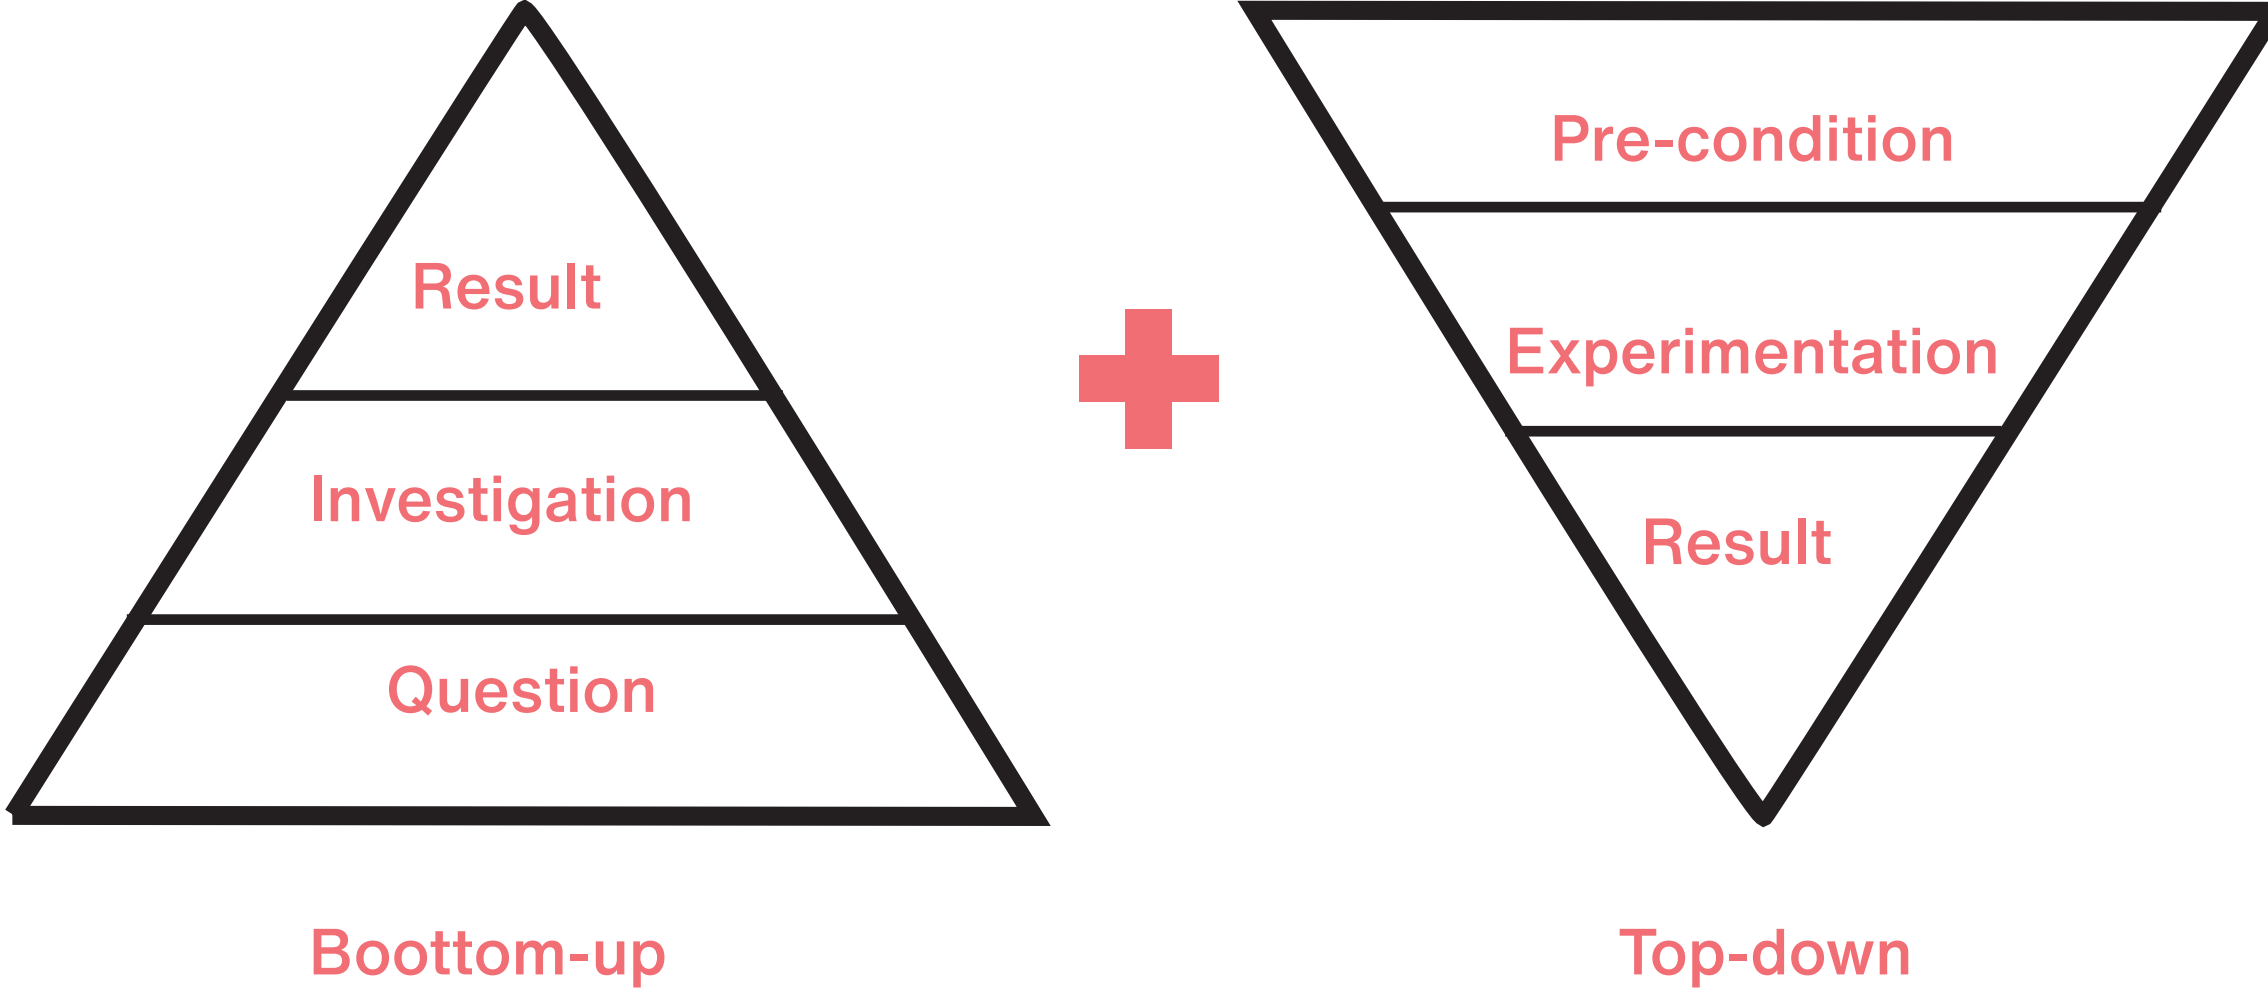 Result
Investigation
Question
Boottom-up
Pre-condition
Experimentation
Result
Top-down